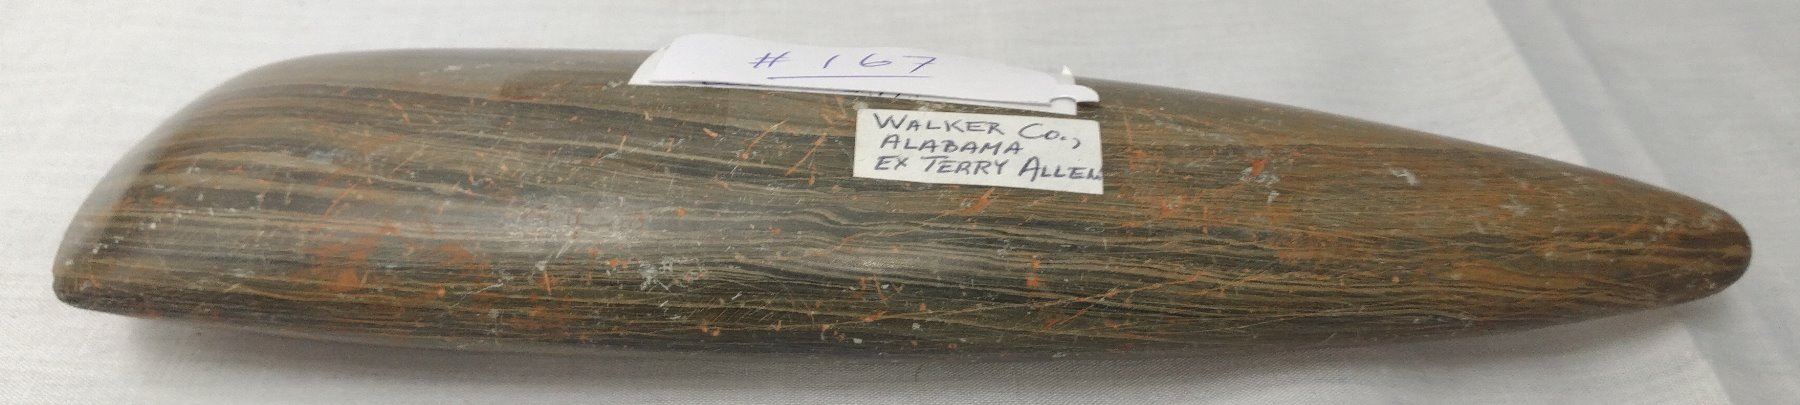 # 167
WALKER CO.,
ALABAMA
EX TERRY ALLEN